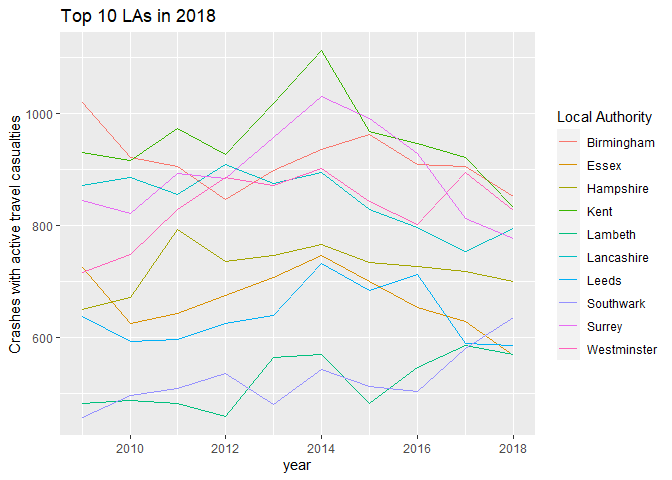 Top 10 LAs in 2018
Crashes with active travel casualties
1000
800
600
2010
2012
2014
2016
2018
year
Local Authority
Birmingham
Essex
Hampshire
Kent
Lambeth
Lancashire
Leeds
Southwark
Surrey
Westminster